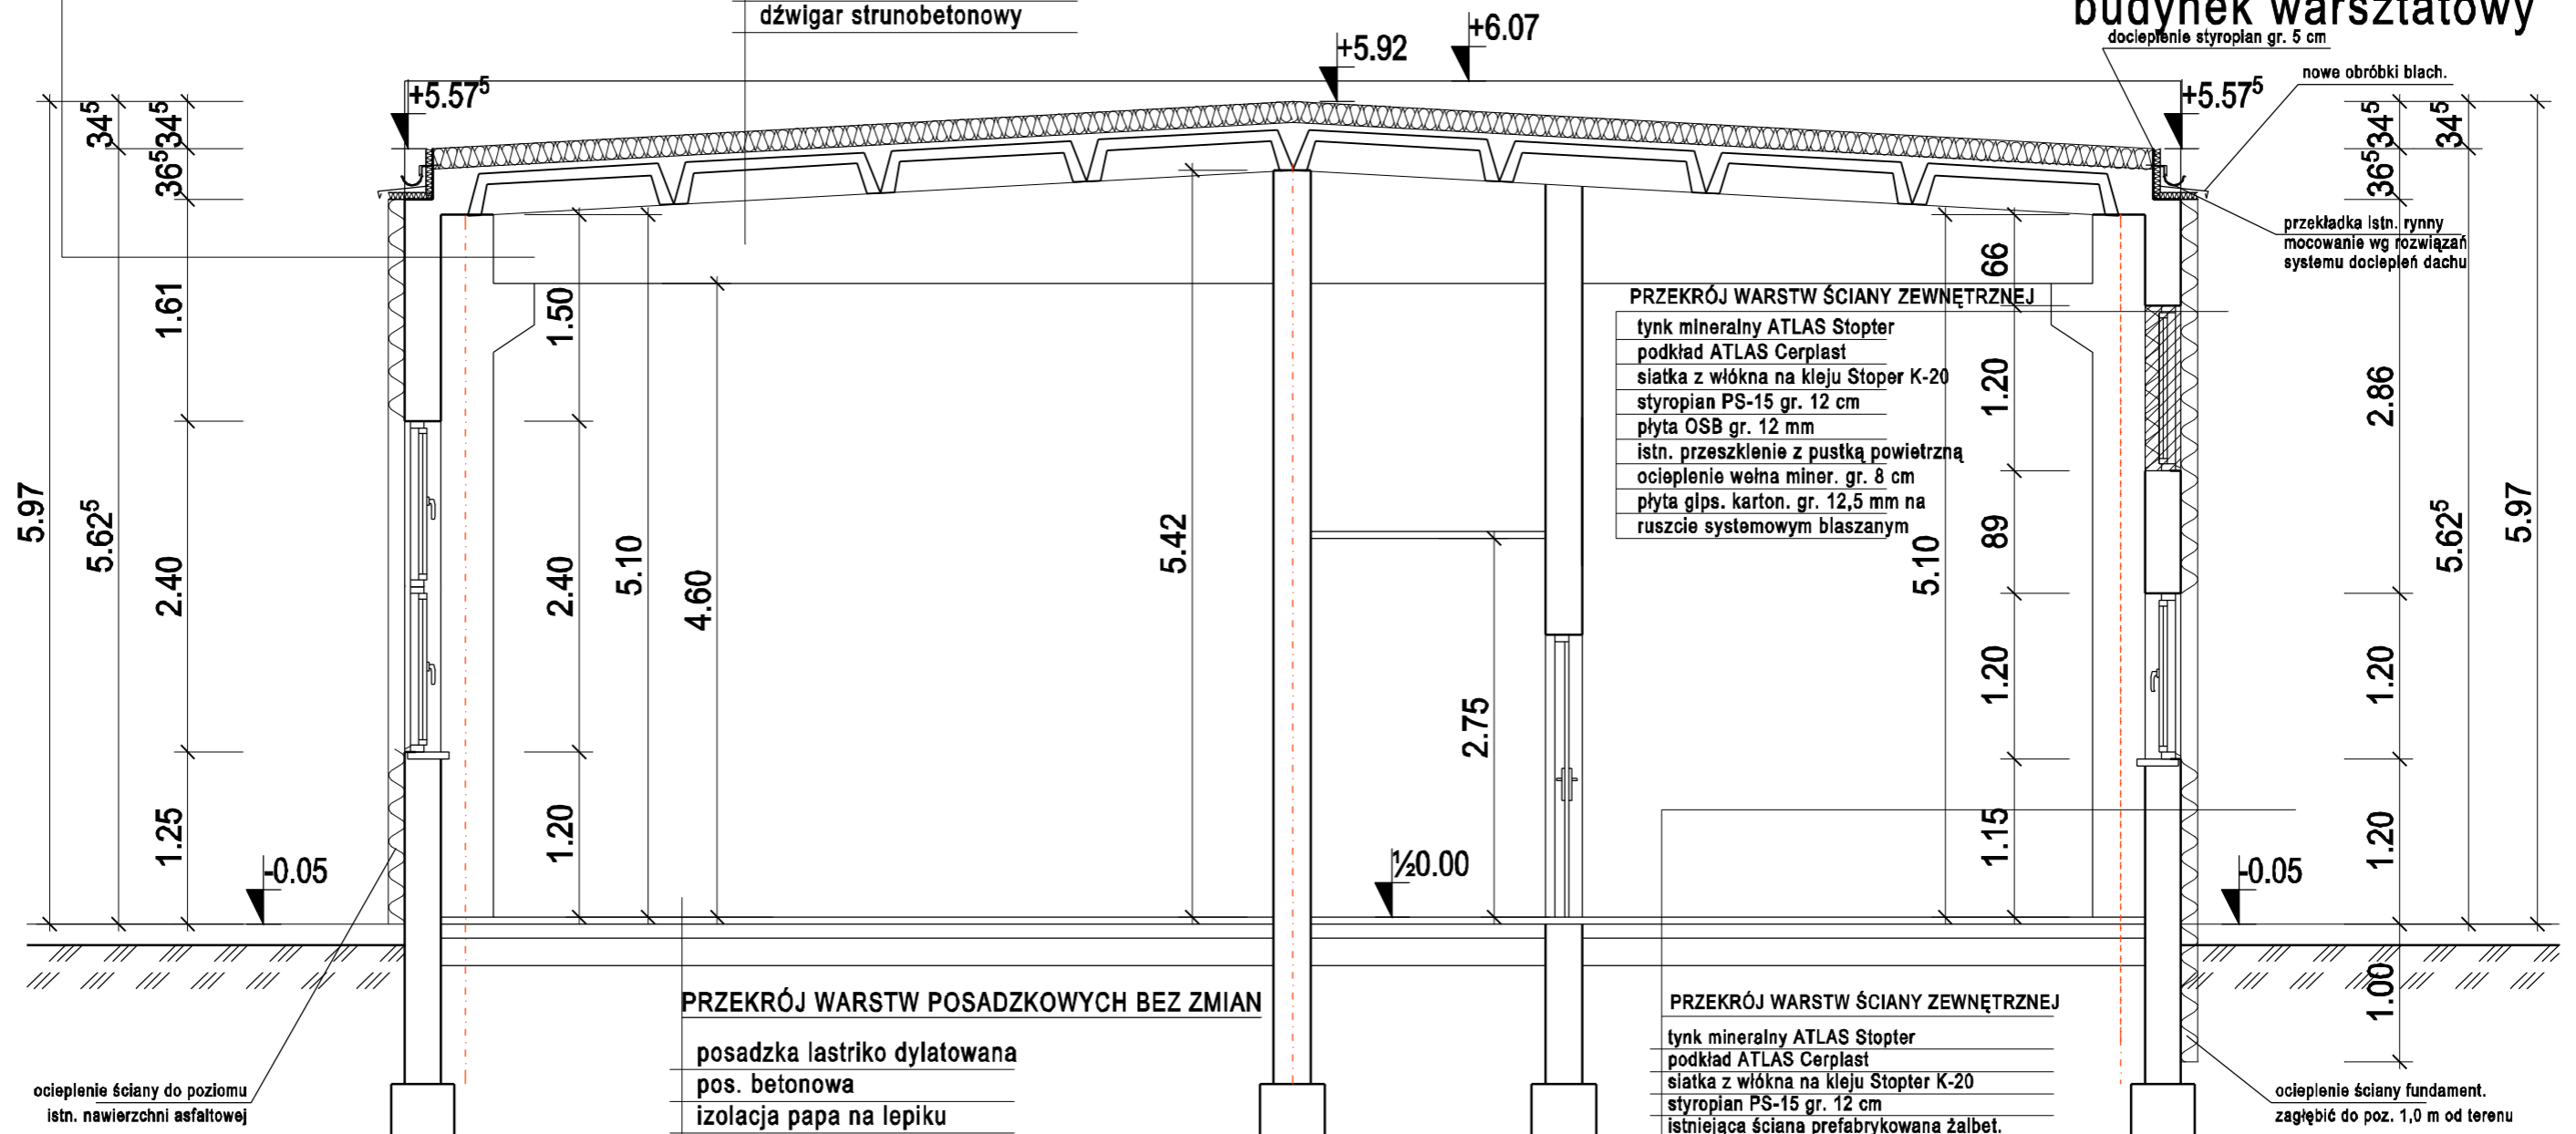 dźwigar strunobetonowy
budynek warsztatowy
docieplenie styropian gr. 5 cm
nowe obróbki blach.
+5.57⁵
+5.92
+6.07
+5.57⁵
przekładka istn. rynny
mocowanie wg rozwiązań
systemu dociepleń dachu
34⁵
34⁵
36⁵
1.61
5.97
5.62⁵
2.40
1.25
-0.05
1.50
2.40
1.20
5.10
4.60
5.42
2.75
½0.00
PRZEKRÓJ WARSTW ŚCIANY ZEWNĘTRZNEJ
tynk mineralny ATLAS Stopter
podkład ATLAS Cerplast
siatka z włókna na kleju Stoper K-20
styropian PS-15 gr. 12 cm
płyta OSB gr. 12 mm
istn. przeszklenie z pustką powietrzną
ocieplenie wełna miner. gr. 8 cm
płyta gips. karton. gr. 12,5 mm na
ruszcie systemowym blaszanym
5.10
66
1.20
89
1.20
1.15
34⁵
34⁵
36⁵
2.86
1.20
1.20
1.00
5.62⁵
5.97
-0.05
PRZEKRÓJ WARSTW POSADZKOWYCH BEZ ZMIAN
posadzka lastriko dylatowana
pos. betonowa
izolacja papa na lepiku
PRZEKRÓJ WARSTW ŚCIANY ZEWNĘTRZNEJ
tynk mineralny ATLAS Stopter
podkład ATLAS Cerplast
siatka z włókna na kleju Stopter K-20
styropian PS-15 gr. 12 cm
istniejąca ściana prefabrykowana żalbet.
ocieplenie ściany do poziomu
istn. nawierzchni asfaltowej
ocieplenie ściany fundament.
zagłębić do poz. 1,0 m od terenu